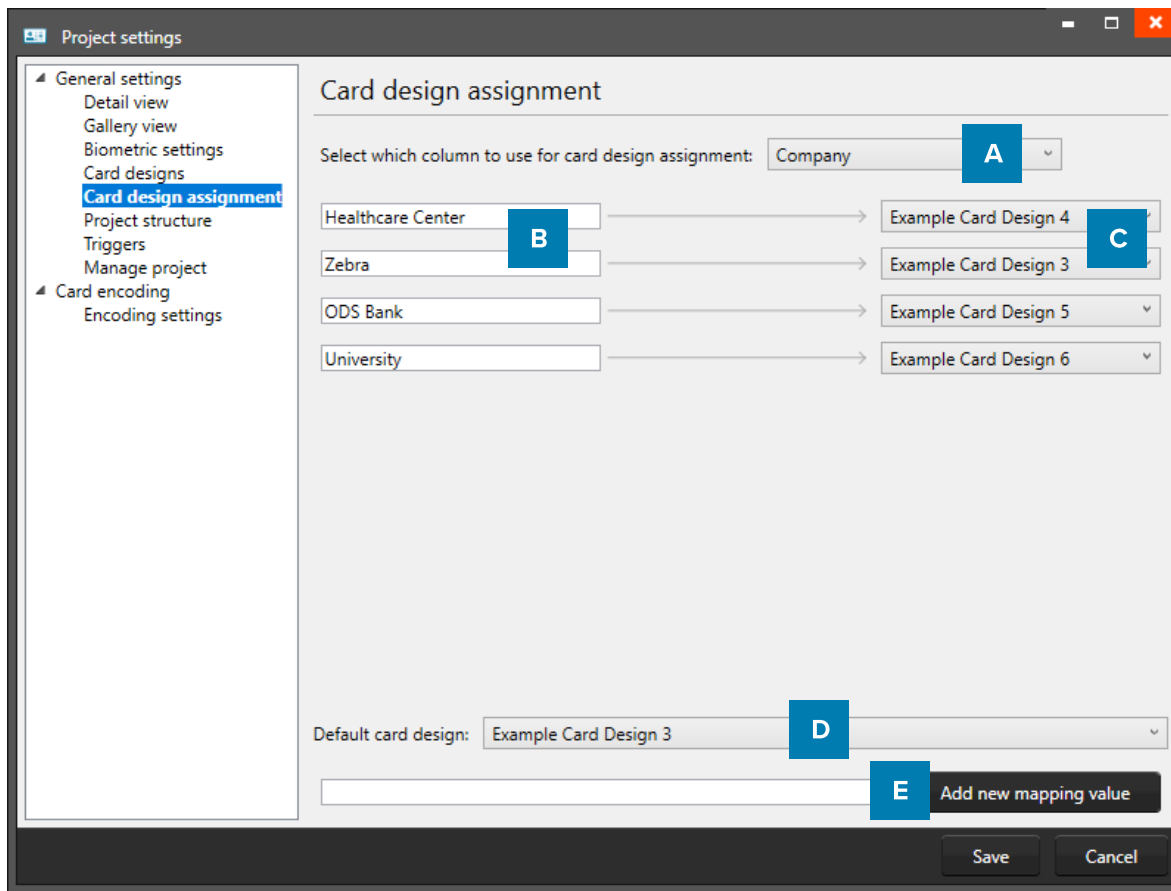 Project settings
General settings
Detail view
Gallery view
Biometric settings
Card designs
Card design assignment
Project structure
Triggers
Manage project
Card encoding
Encoding settings
Card design assignment
Select which column to use for card design assignment: Company A
Healthcare Center Example Card Design 4
B C
Zebra Example Card Design 3
ODS Bank Example Card Design 5
University Example Card Design 6
Default card design: Example Card Design 3 D
E Add new mapping value
Save Cancel